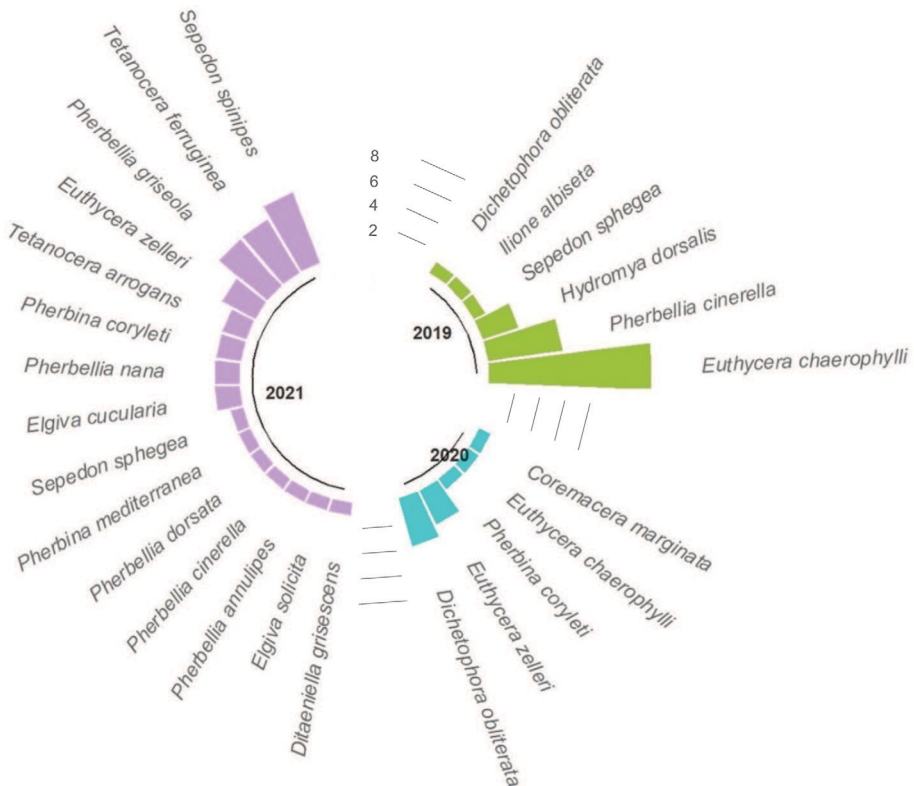 8
6
4
2
2019
Dichetophora obliterata
Ilione albiseta
Sepedon sphegea
Hydromya dorsalis
Pherbellia cinerella
Euthycera chaerophylli
2020
Coremacera marginata
Euthycera chaerophylli
Pherbina coryleti
Euthycera zelleri
Dichetophora obliterata
2021
Ditaeniella grisescens
Elgiva solicita
Pherbellia annulipes
Pherbellia cinerella
Pherbellia dorsata
Pherbina mediterranea
Sepedon sphegea
Elgiva cucularia
Pherbellia nana
Pherbina coryleti
Tetanocera arrogans
Euthycera zelleri
Pherbellia griseola
Tetanocera ferruginea
Sepedon spinipes